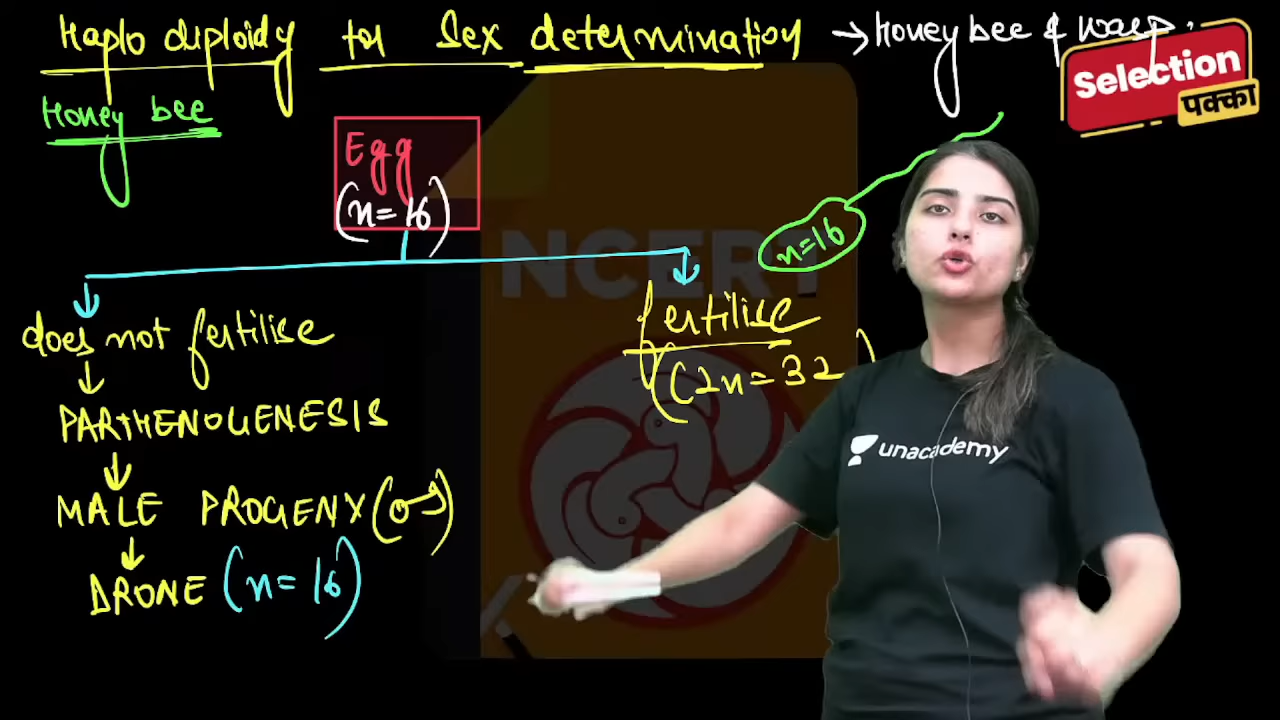 Haplo diploidy for Sex determination → Honey bee & wasp.
Selection
पक्का
Honey bee
Egg
(n=16)
n=16
NCERT
does not fertilise
fertilise
(2n=32)
PARTHENOGENESIS
unacademy
MALE PROGENY (♂)
DRONE (n=16)